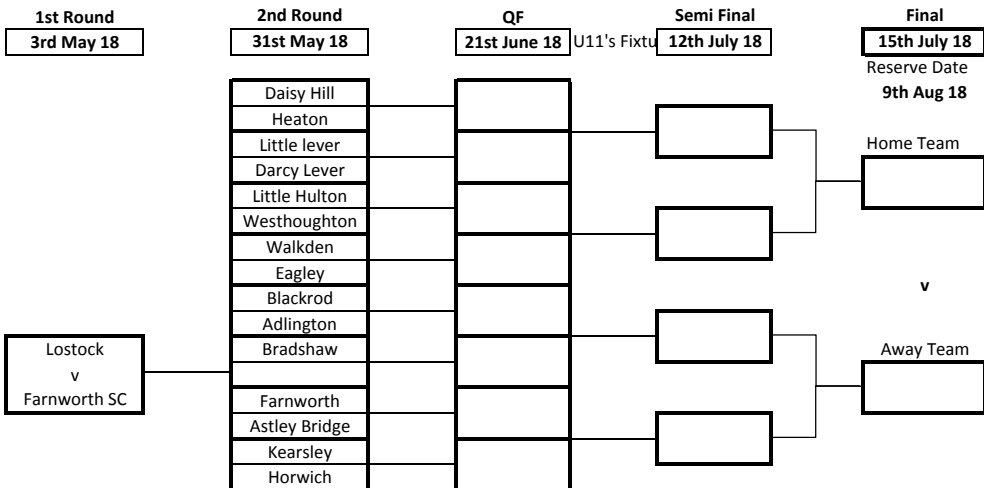 1st Round
3rd May 18
2nd Round
31st May 18
QF
21st June 18
U11's Fixtu
Semi Final
12th July 18
Final
15th July 18
Reserve Date
9th Aug 18
Daisy Hill
Heaton
Little lever
Darcy Lever
Little Hulton
Westhoughton
Walkden
Eagley
Blackrod
Adlington
Bradshaw
Farnworth
Astley Bridge
Kearsley
Horwich
Lostock
v
Farnworth SC
Home Team
v
Away Team